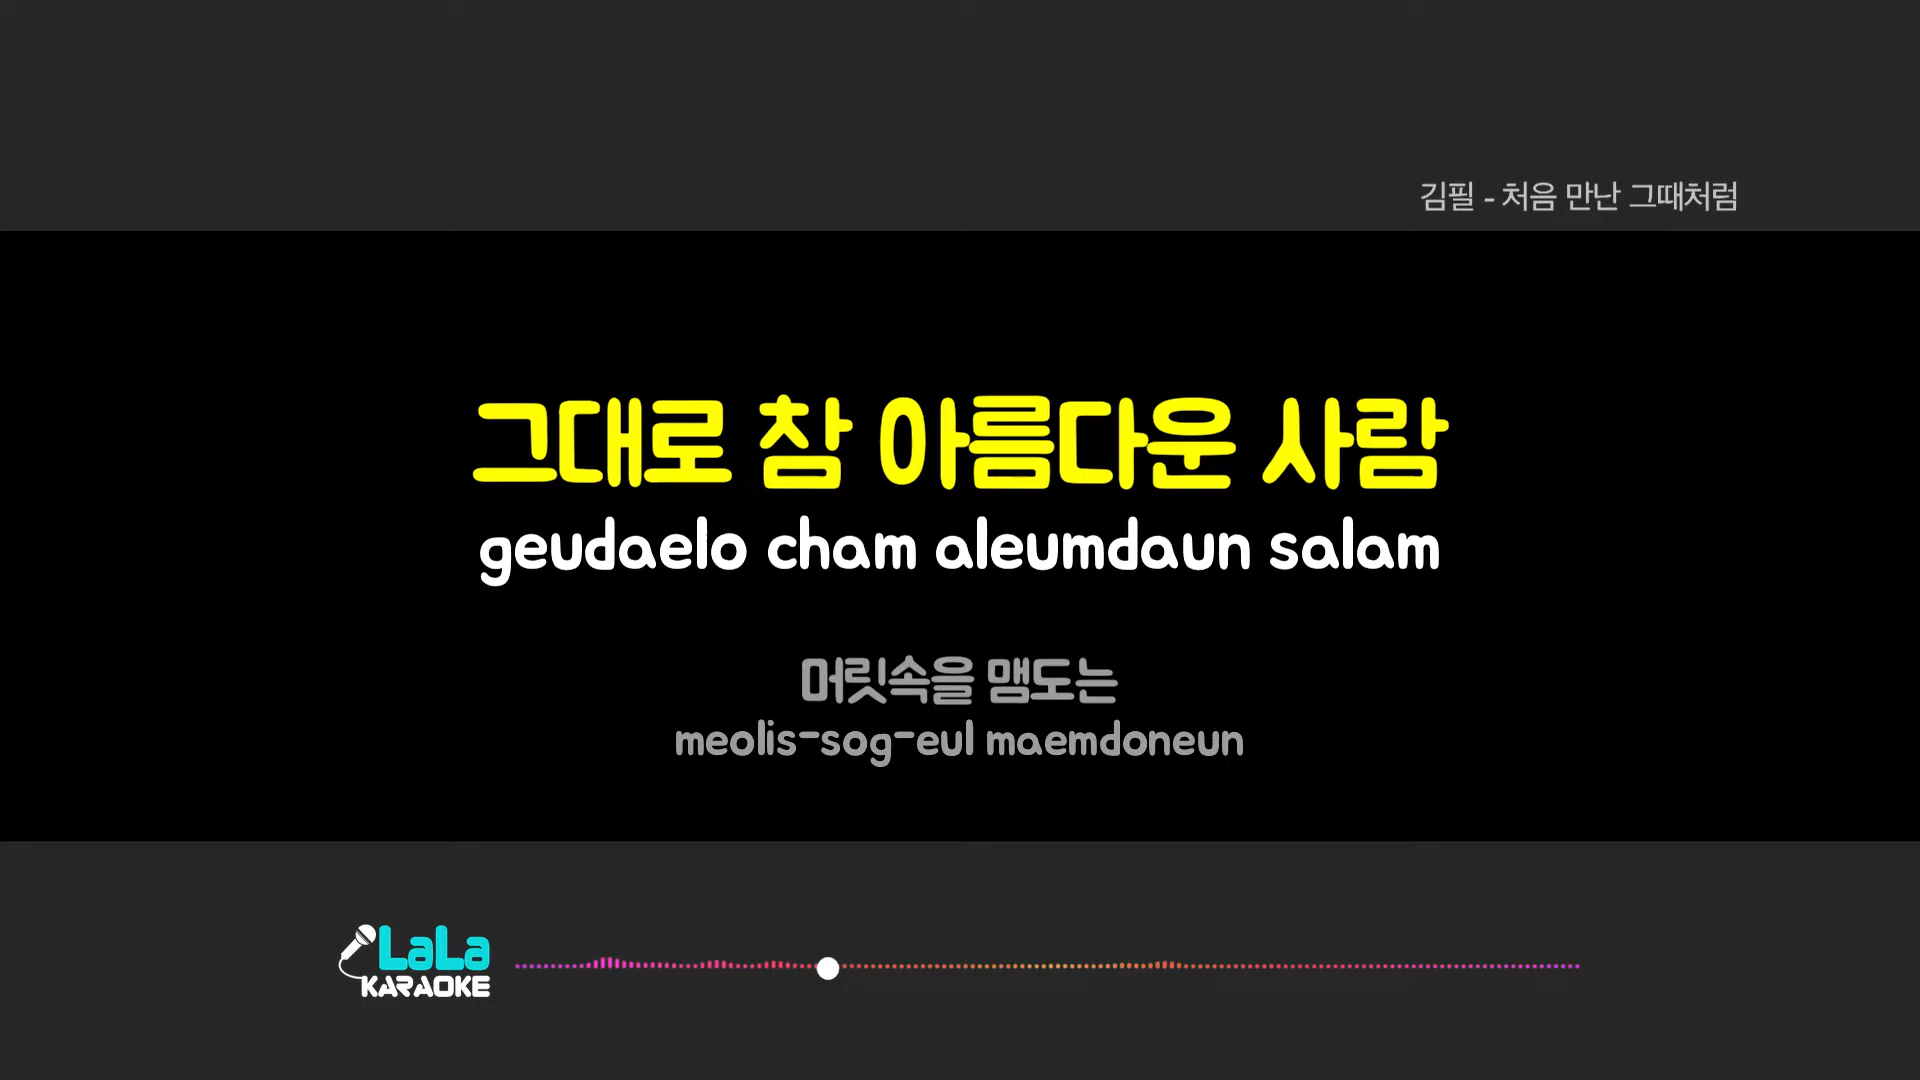 김필 - 처음 만난 그때처럼
그대로 참 아름다운 사람
geudaelo cham aleumdaun salam
머릿속을 맴도는
meolis-sog-eul maemdoneun
LaLa
KARAOKE